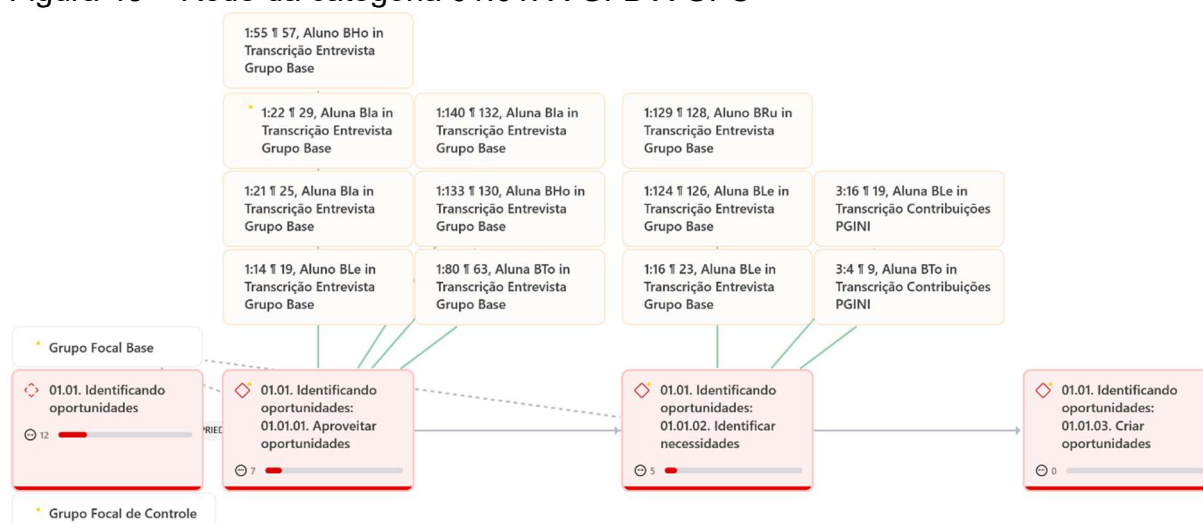 1:55 ¶ 57, Aluno BHo in
Transcrição Entrevista
Grupo Base
1:22 ¶ 29, Aluna BIa in
Transcrição Entrevista
Grupo Base
1:140 ¶ 132, Aluna BIa in
Transcrição Entrevista
Grupo Base
1:129 ¶ 128, Aluno BRu in
Transcrição Entrevista
Grupo Base
1:21 ¶ 25, Aluna BIa in
Transcrição Entrevista
Grupo Base
1:133 ¶ 130, Aluna BHo in
Transcrição Entrevista
Grupo Base
1:124 ¶ 126, Aluna BLe in
Transcrição Entrevista
Grupo Base
3:16 ¶ 19, Aluna BLe in
Transcrição Contribuições
PGINI
1:14 ¶ 19, Aluno BLe in
Transcrição Entrevista
Grupo Base
1:80 ¶ 63, Aluna BTo in
Transcrição Entrevista
Grupo Base
1:16 ¶ 23, Aluna BLe in
Transcrição Entrevista
Grupo Base
3:4 ¶ 9, Aluna BTo in
Transcrição Contribuições
PGINI
Grupo Focal Base
01.01. Identificando
oportunidades
12
01.01. Identificando
oportunidades:
01.01.01. Aproveitar
oportunidades
7
01.01. Identificando
oportunidades:
01.01.02. Identificar
necessidades
5
01.01. Identificando
oportunidades:
01.01.03. Criar
oportunidades
0
Grupo Focal de Controle